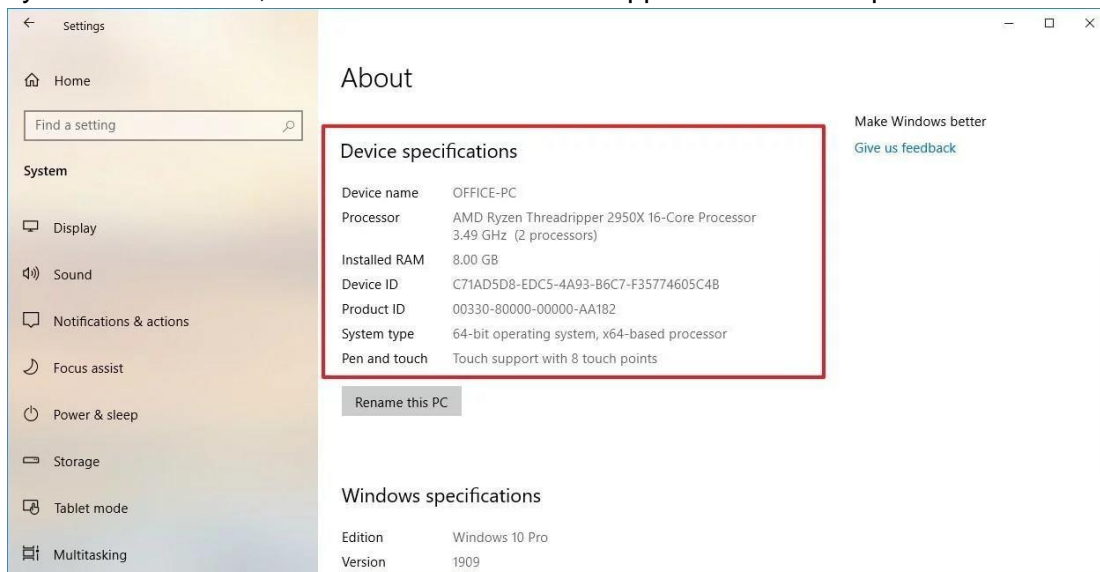 Settings
Home
Find a setting
System
Display
Sound
Notifications & actions
Focus assist
Power & sleep
Storage
Tablet mode
Multitasking
About
Device specifications
Device name OFFICE-PC
Processor AMD Ryzen Threadripper 2950X 16-Core Processor
3.49 GHz (2 processors)
Installed RAM 8.00 GB
Device ID C71AD5D8-EDC5-4A93-B6C7-F35774605C4B
Product ID 00330-80000-00000-AA182
System type 64-bit operating system, x64-based processor
Pen and touch Touch support with 8 touch points
Rename this PC
Windows specifications
Edition Windows 10 Pro
Version 1909
Make Windows better
Give us feedback